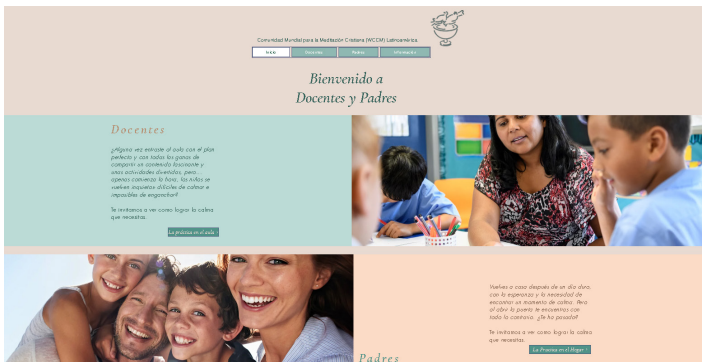 Comunidad Mundial para la Meditación Cristiana (WCCM) Latinoamérica
Inicio
Docentes
Padres
Información
Bienvenido a
Docentes y Padres
Docentes
¿Alguna vez entraste al aula con el plan
perfecto y con todas las ganas de
compartir un contenido fascinante y
unas actividades divertidas, pero...
apenas comienza la hora, los niños se
vuelven inquietos difíciles de calmar e
imposibles de enganchar?
Te invitamos a ver como lograr la calma
que necesitas.
La práctica en el aula
Vuelves a casa después de un día duro,
con la esperanza y la necesidad de
encontrar un momento de calma. Pero
al abrir la puerta te encuentras con
todo lo contrario. ¿Te ha pasado?
Te invitamos a ver como lograr la calma
que necesitas.
La Práctica en el Hogar
Padres